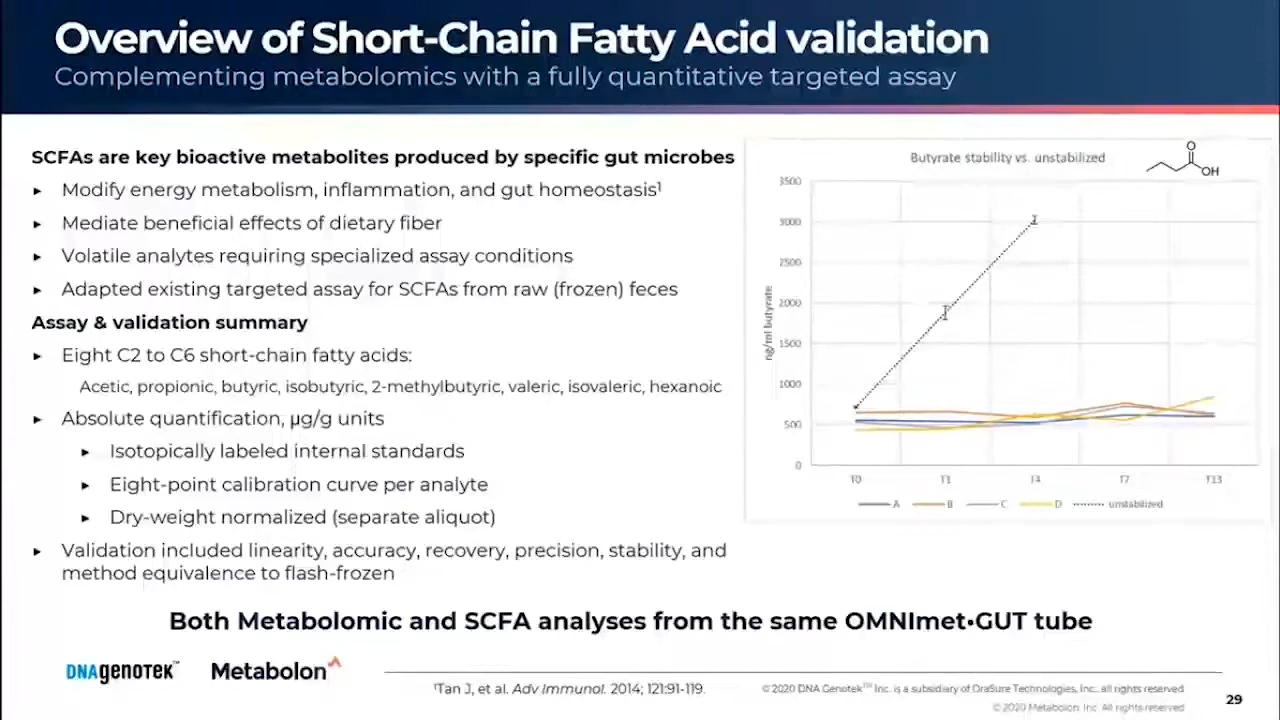 Overview of Short-Chain Fatty Acid validation
Complementing metabolomics with a fully quantitative targeted assay
SCFAs are key bioactive metabolites produced by specific gut microbes
▸ Modify energy metabolism, inflammation, and gut homeostasis¹
▸ Mediate beneficial effects of dietary fiber
▸ Volatile analytes requiring specialized assay conditions
▸ Adapted existing targeted assay for SCFAs from raw (frozen) feces
Assay & validation summary
▸ Eight C2 to C6 short-chain fatty acids:
Acetic, propionic, butyric, isobutyric, 2-methylbutyric, valeric, isovaleric, hexanoic
▸ Absolute quantification, µg/g units
▸ Isotopically labeled internal standards
▸ Eight-point calibration curve per analyte
▸ Dry-weight normalized (separate aliquot)
▸ Validation included linearity, accuracy, recovery, precision, stability, and
method equivalence to flash-frozen
Butyrate stability vs. unstabilized
O
OH
3500
3000
2500
2000
1500
1000
500
0
ng/ml butyrate
T0 T1 T4 T7 T13
A B C D unstabilized
Both Metabolomic and SCFA analyses from the same OMNImet•GUT tube
DNAgenotek™ Metabolon
¹Tan J, et al. Adv Immunol. 2014; 121:91-119.
©2020 DNA Genotek™ Inc. is a subsidiary of OraSure Technologies, Inc., all rights reserved
©2020 Metabolon, Inc. All rights reserved
29